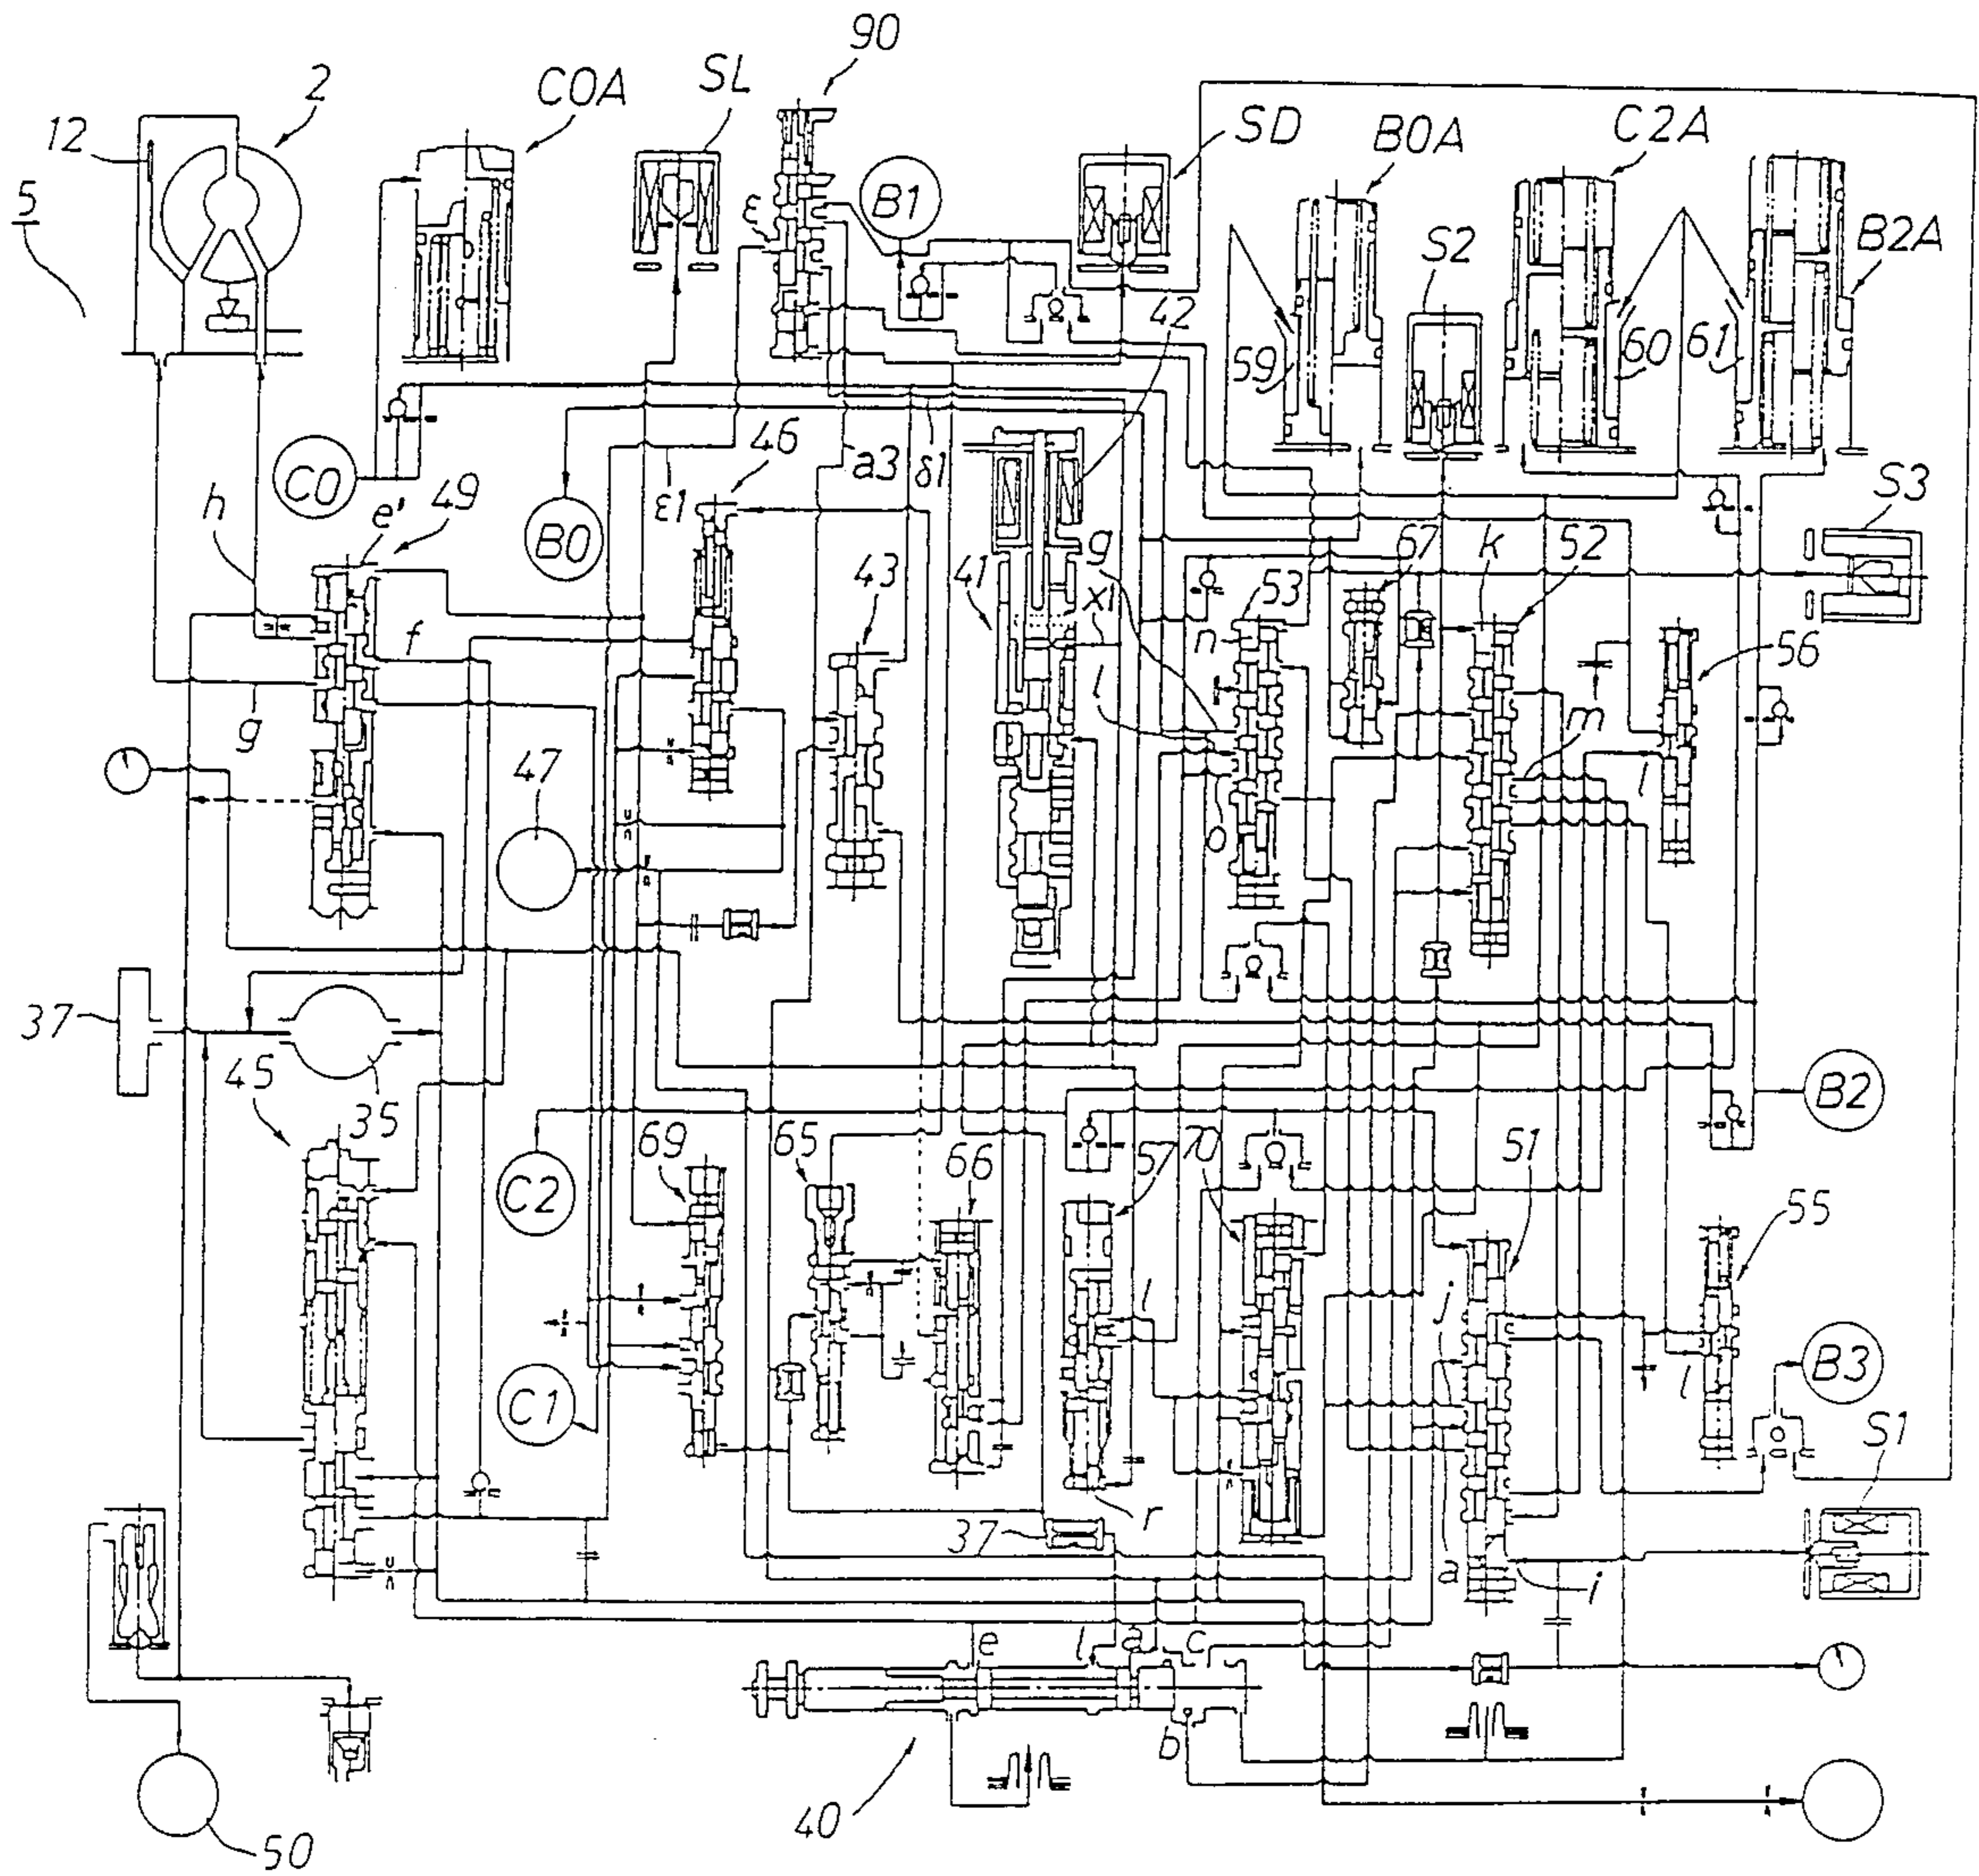 90
2
C0A
SL
SD
B0A
C2A
12
B1
S2
B2A
5
ε
42
59
60
61
46
a3
δ1
C0
ε1
S3
h
e'
49
B0
43
g
67
k
52
41
x1
53
f
n
56
g
l
m
47
l
o
37
45
35
B2
69
65
66
57
70
51
C2
l
j
55
C1
l
B3
S1
r
37
a
i
e
l
a
c
b
40
50